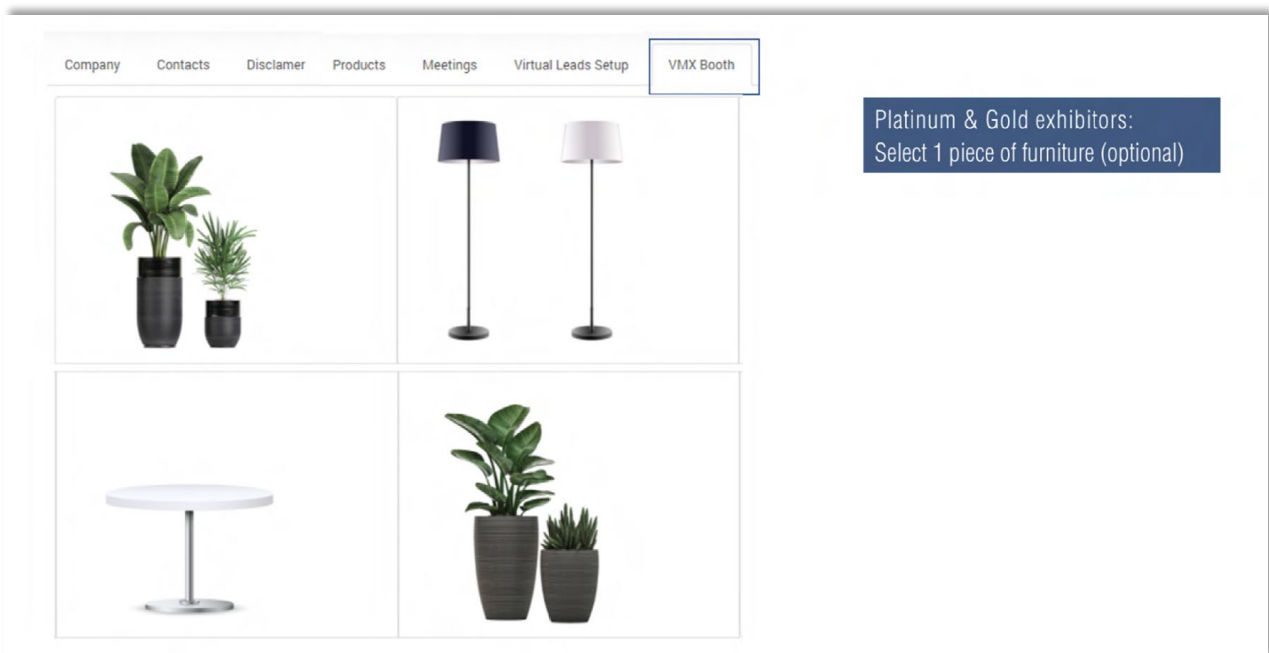 Company Contacts Disclamer Products Meetings Virtual Leads Setup VMX Booth
Platinum & Gold exhibitors:
Select 1 piece of furniture (optional)